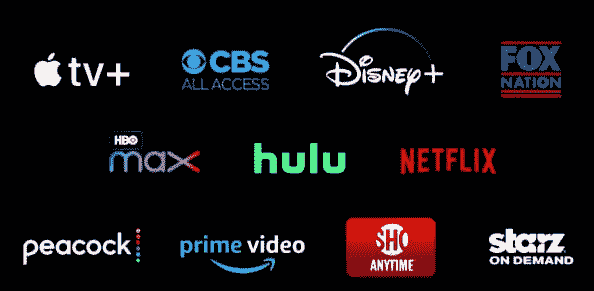 tv+
CBS
ALL ACCESS
Disney+
FOX
NATION
HBO
max
hulu
NETFLIX
peacock
prime video
SHO
ANYTIME
starz
ON DEMAND